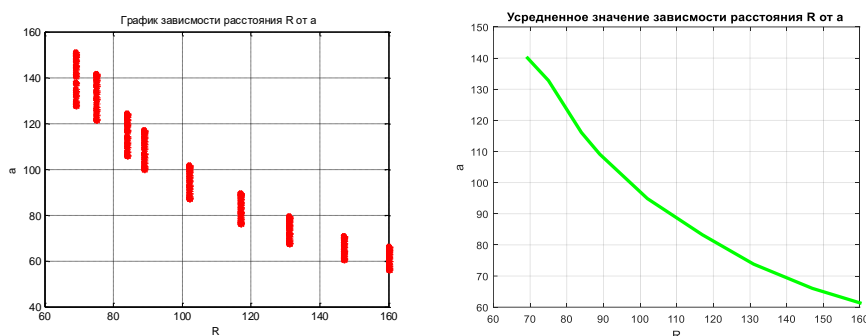 График зависмости расстояния R от a
160
140
120
100
80
60
40
60 80 100 120 140 160
R
a
Усредненное значение зависмости расстояния R от a
150
140
130
120
110
100
90
80
70
60
60 70 80 90 100 110 120 130 140 150 160
R
a